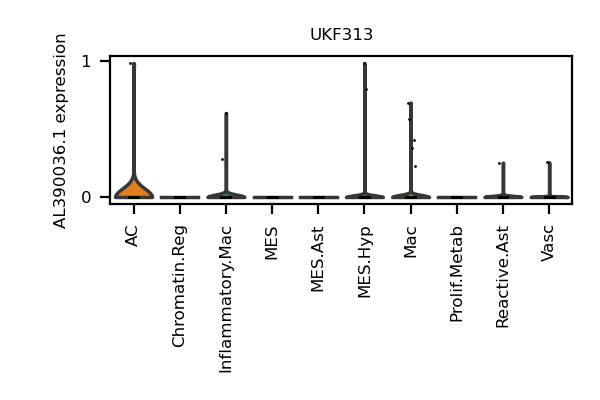 UKF313
AL390036.1 expression
1
0
AC
Chromatin.Reg
Inflammatory.Mac
MES
MES.Ast
MES.Hyp
Mac
Prolif.Metab
Reactive.Ast
Vasc